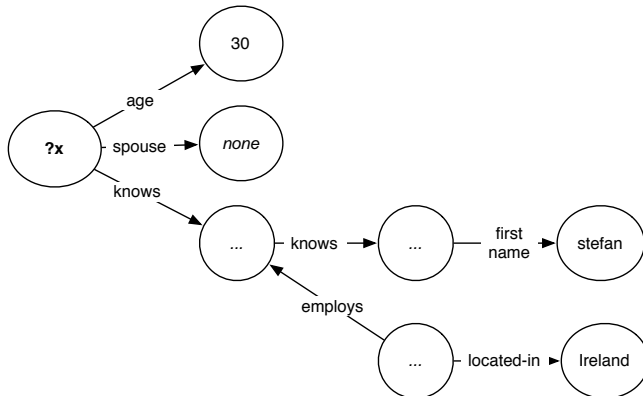 30
age
?x
spouse
none
knows
...
knows
...
first
name
stefan
employs
...
located-in
Ireland